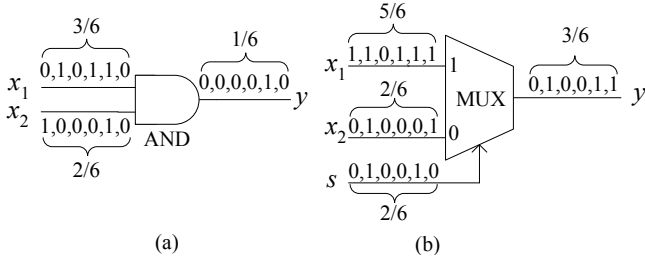 3/6
0,1,0,1,1,0
x1
x2
1,0,0,0,1,0
2/6
AND
1/6
0,0,0,0,1,0
y
(a)
5/6
1,1,0,1,1,1
x1
1
2/6
0,1,0,0,0,1
x2
0
MUX
s
0,1,0,0,1,0
2/6
3/6
0,1,0,0,1,1
y
(b)